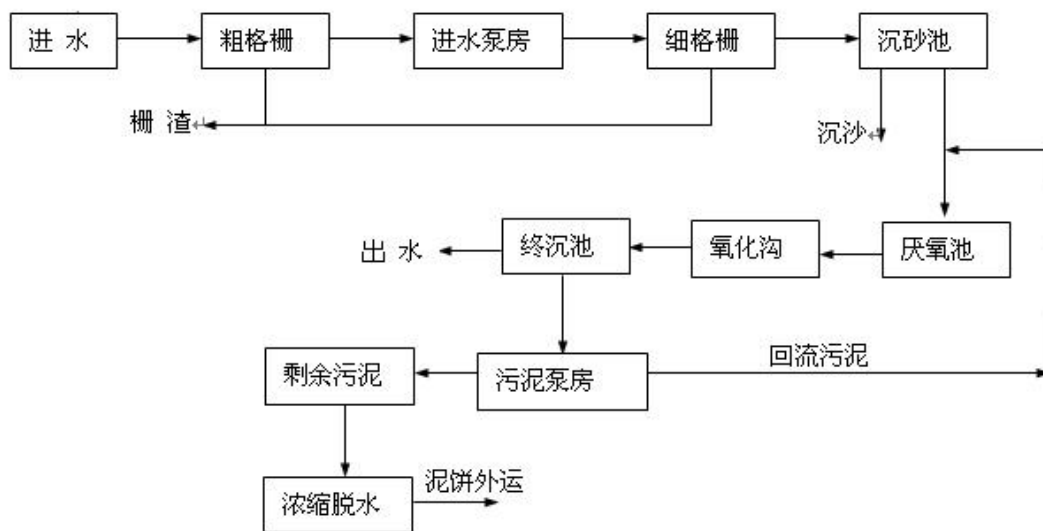 进 水
粗格栅
进水泵房
细格栅
沉砂池
栅 渣
沉沙
出 水
终沉池
氧化沟
厌氧池
剩余污泥
污泥泵房
回流污泥
浓缩脱水
泥饼外运